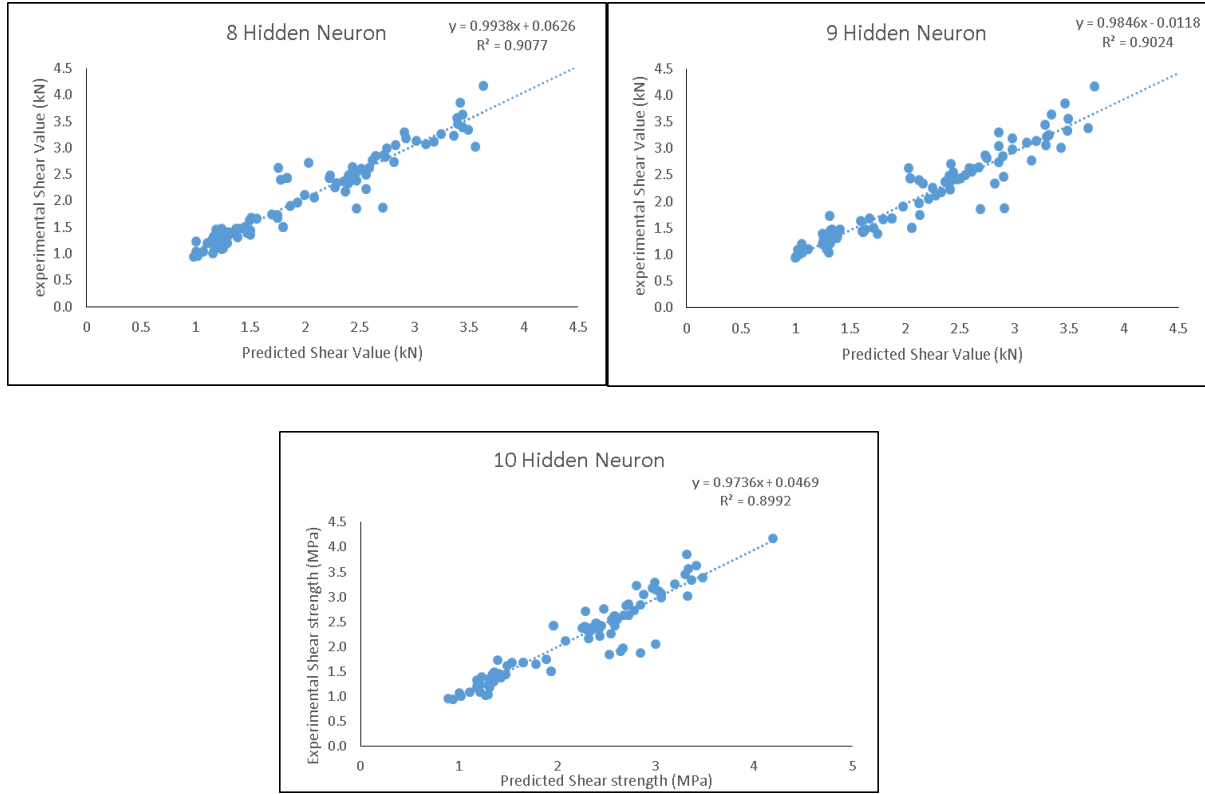 8 Hidden Neuron
y = 0.9938x + 0.0626
R² = 0.9077
experimental Shear Value (kN)
4.5
4.0
3.5
3.0
2.5
2.0
1.5
1.0
0.5
0.0
0 0.5 1 1.5 2 2.5 3 3.5 4 4.5
Predicted Shear Value (kN)
9 Hidden Neuron
y = 0.9846x - 0.0118
R² = 0.9024
experimental Shear Value (kN)
4.5
4.0
3.5
3.0
2.5
2.0
1.5
1.0
0.5
0.0
0 0.5 1 1.5 2 2.5 3 3.5 4 4.5
Predicted Shear Value (kN)
10 Hidden Neuron
y = 0.9736x + 0.0469
R² = 0.8992
Experimental Shear strength (MPa)
4.5
4.0
3.5
3.0
2.5
2.0
1.5
1.0
0.5
0.0
0 1 2 3 4 5
Predicted Shear strength (MPa)